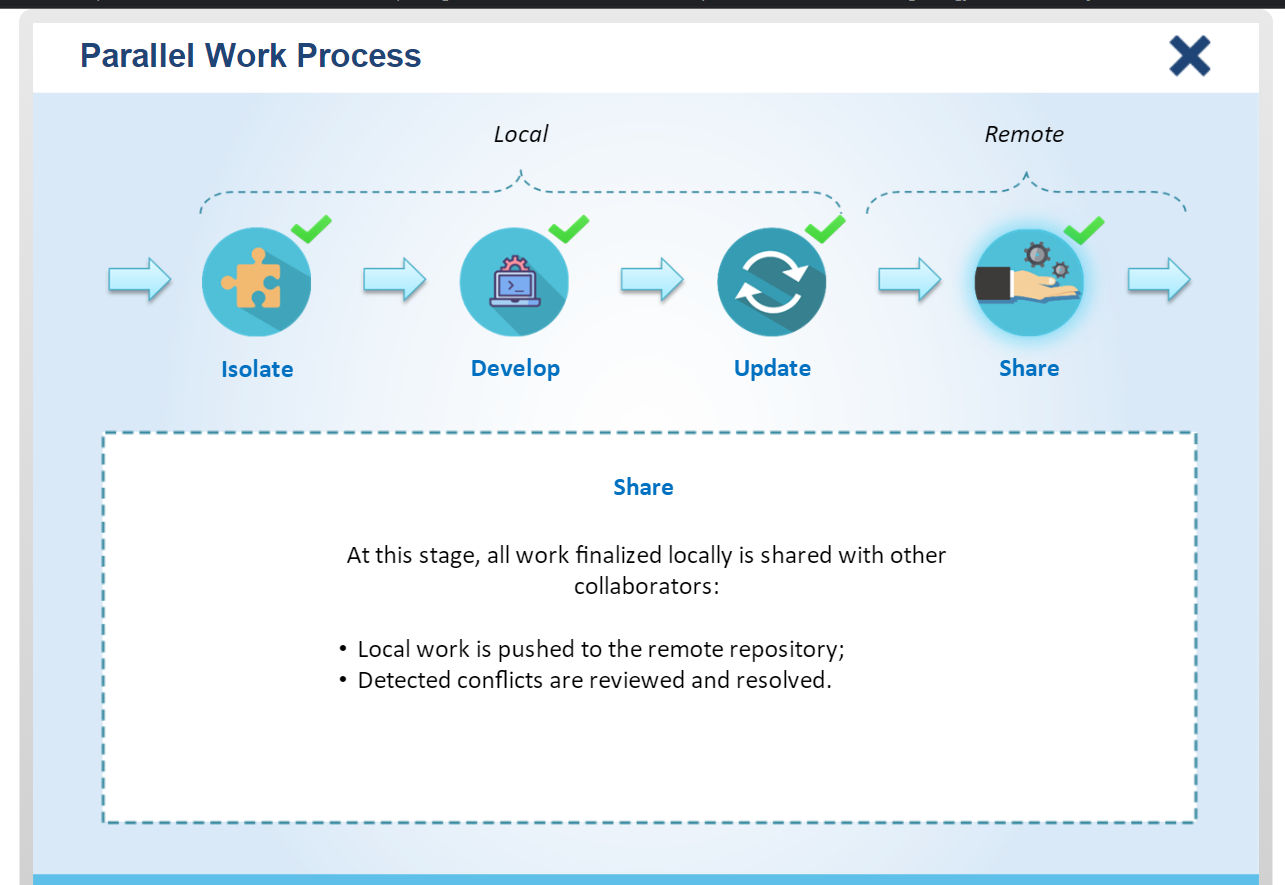 Parallel Work Process
Local
Remote
Isolate
Develop
Update
Share
Share
At this stage, all work finalized locally is shared with other
collaborators:
• Local work is pushed to the remote repository;
• Detected conflicts are reviewed and resolved.